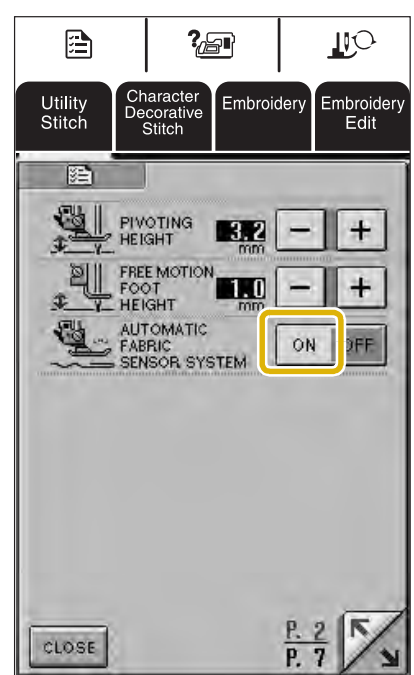 ?
Utility
Stitch
Character
Decorative
Stitch
Embroidery
Embroidery
Edit
PIVOTING
HEIGHT
3.2
mm
−
+
FREE MOTION
FOOT
HEIGHT
1.0
mm
−
+
AUTOMATIC
FABRIC
SENSOR SYSTEM
ON
OFF
CLOSE
P. 2
P. 7